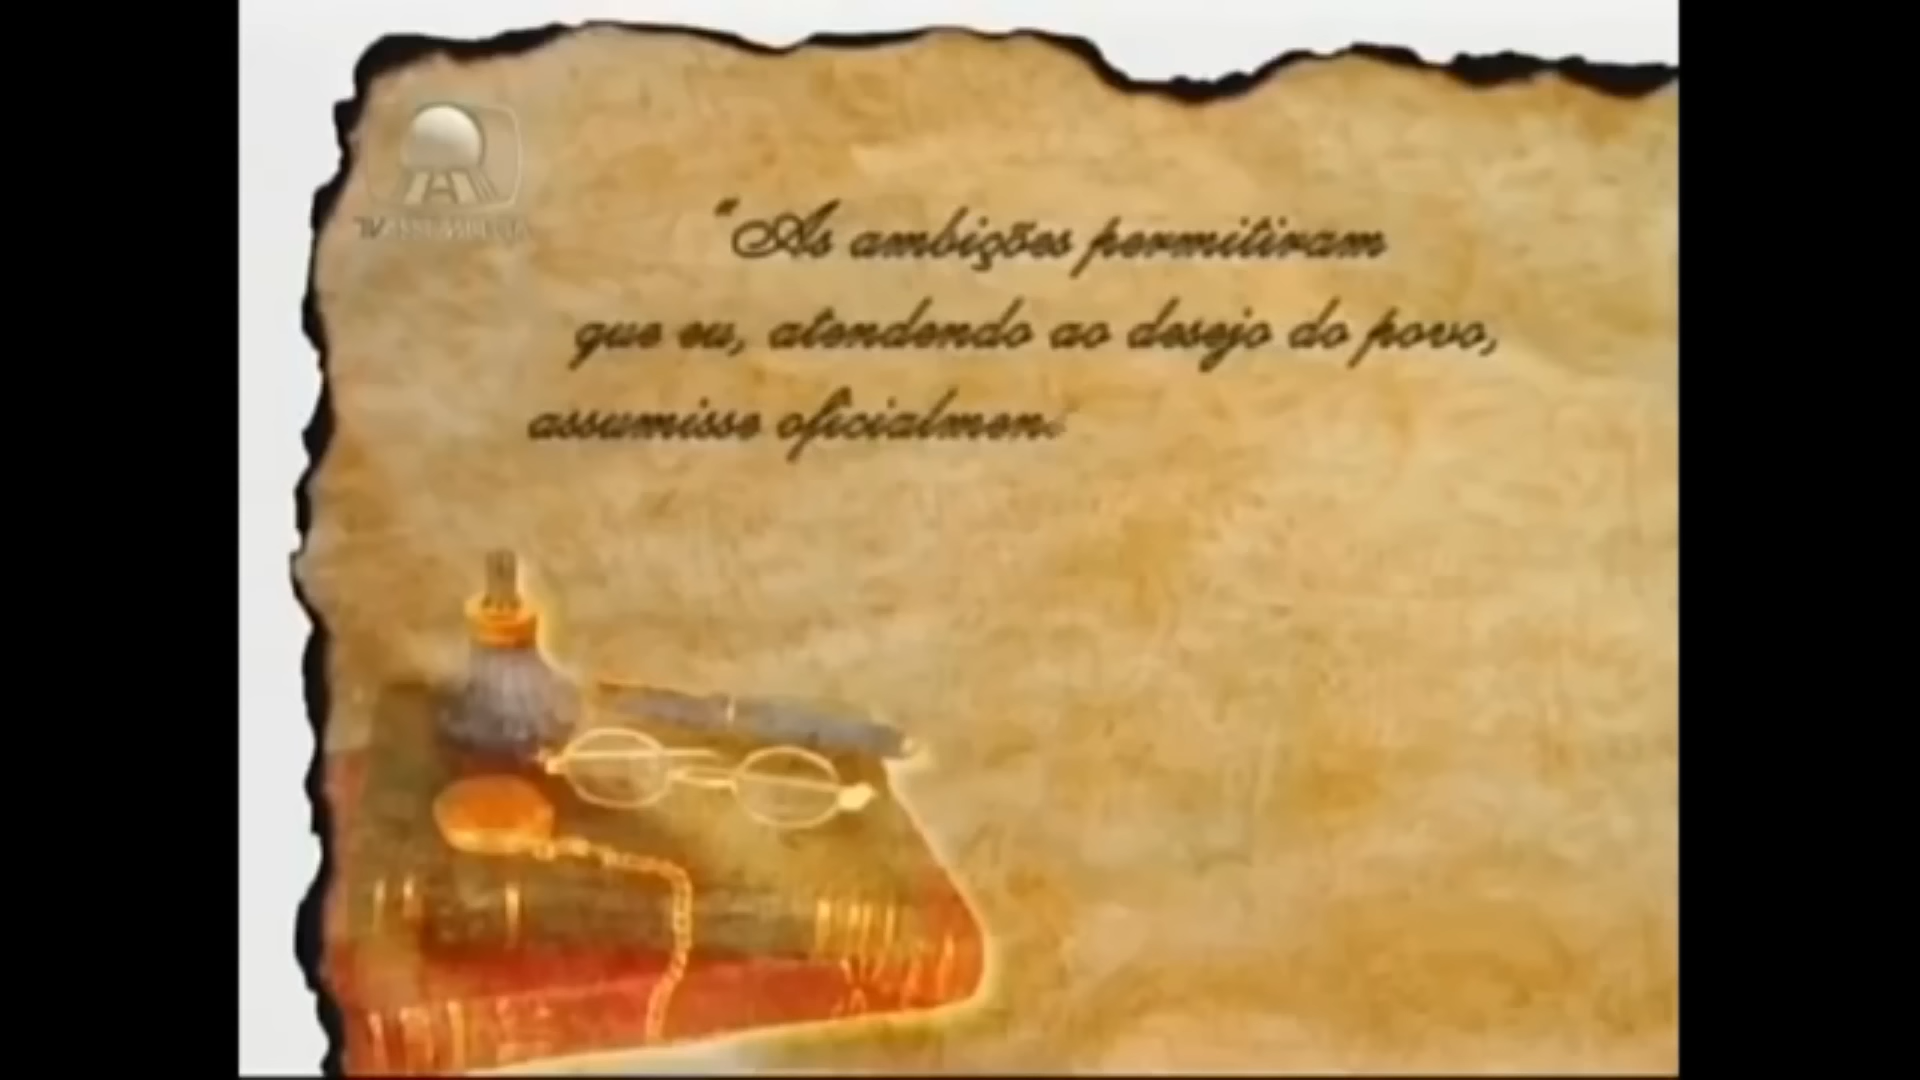 “As ambições permitiram
que eu, atendendo ao desejo do povo,
assumisse oficialmen